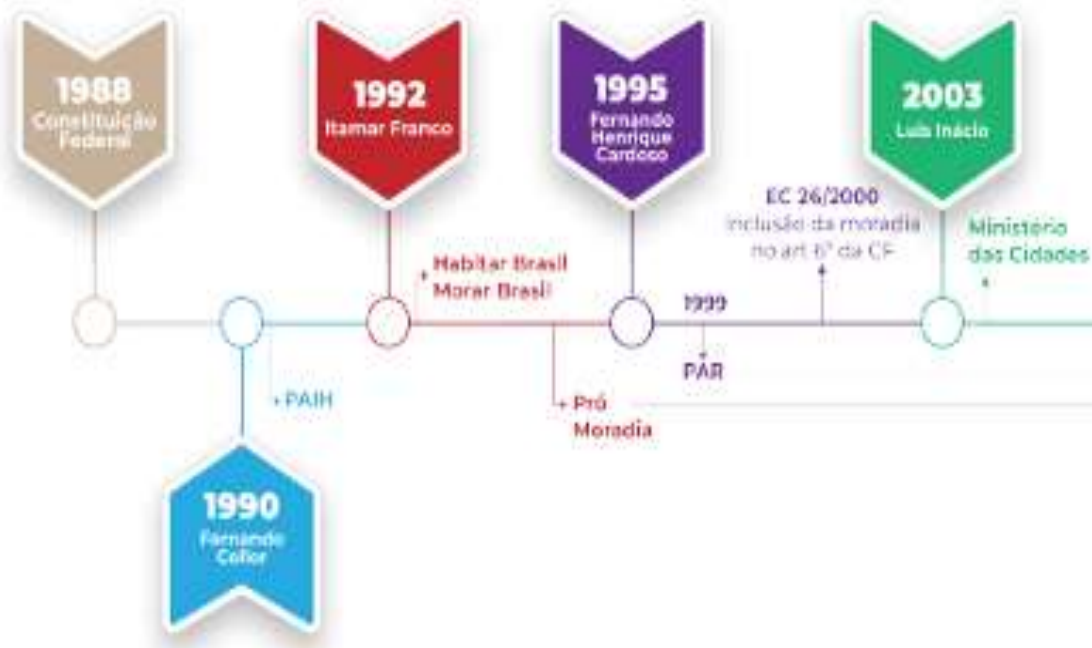 1988
Constituição
Federal
1992
Itamar Franco
1995
Fernando
Henrique
Cardoso
2003
Luis Inácio
EC 26/2000
Inclusão da moradia
no art 6º da CF
Ministério
das Cidades
Habitar Brasil
Morar Brasil
1999
PAR
PAIH
Pró
Moradia
1990
Fernando
Collor